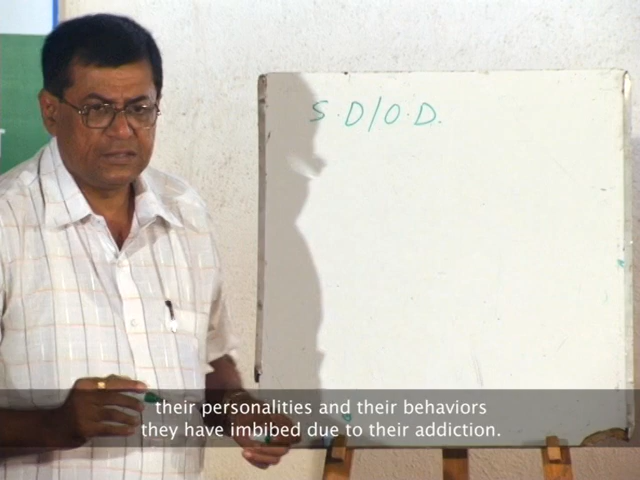 S.D/O.D.
their personalities and their behaviors
they have imbibed due to their addiction.